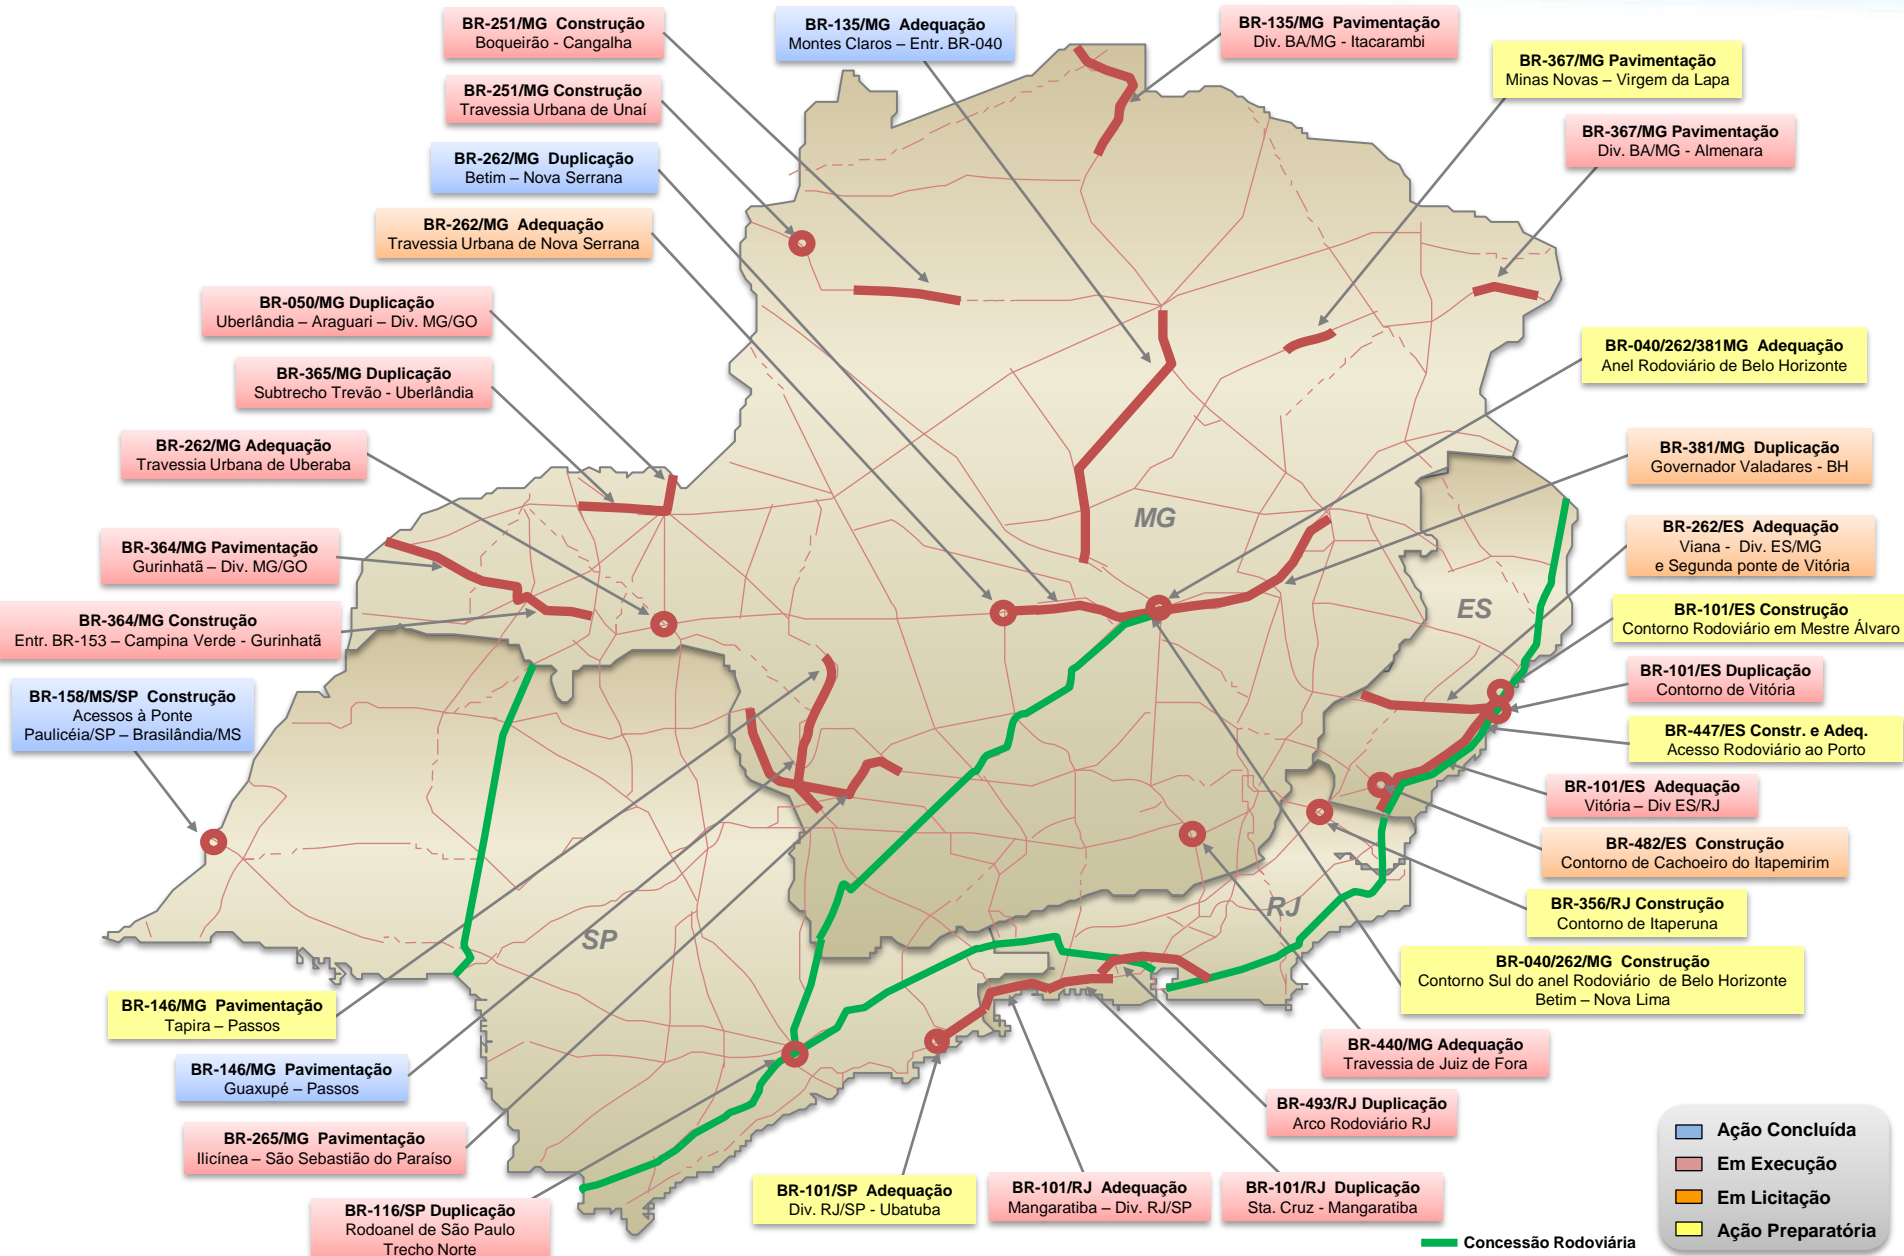 BR-251/MG  Construção
Boqueirão - Cangalha
BR-135/MG  Adequação
Montes Claros – Entr. BR-040
BR-135/MG  Pavimentação
Div. BA/MG - Itacarambi
BR-367/MG Pavimentação
Minas Novas – Virgem da Lapa
BR-251/MG Construção
Travessia Urbana de Unaí
BR-367/MG Pavimentação
Div. BA/MG - Almenara
BR-262/MG  Duplicação
Betim – Nova Serrana
BR-262/MG  Adequação
Travessia Urbana de Nova Serrana
BR-050/MG Duplicação
Uberlândia – Araguari – Div. MG/GO
BR-040/262/381MG  Adequação
Anel Rodoviário de Belo Horizonte
BR-365/MG Duplicação
Subtrecho Trevão - Uberlândia
BR-262/MG Adequação
Travessia Urbana de Uberaba
BR-381/MG  Duplicação
Governador Valadares - BH
MG
BR-262/ES  Adequação
Viana -  Div. ES/MG
e Segunda ponte de Vitória
BR-364/MG Pavimentação
Gurinhatã – Div. MG/GO
ES
BR-101/ES Construção
Contorno Rodoviário em Mestre Álvaro
BR-364/MG Construção
Entr. BR-153 – Campina Verde - Gurinhatã
BR-101/ES Duplicação
Contorno de Vitória
BR-158/MS/SP  Construção
Acessos à Ponte
Paulicéia/SP – Brasilândia/MS
BR-447/ES Constr. e Adeq.
Acesso Rodoviário ao Porto
BR-101/ES  Adequação
Vitória – Div ES/RJ
BR-482/ES  Construção
Contorno de Cachoeiro do Itapemirim
RJ
BR-356/RJ Construção
Contorno de Itaperuna
SP
BR-040/262/MG  Construção
Contorno Sul do anel Rodoviário  de Belo Horizonte
Betim – Nova Lima
BR-146/MG  Pavimentação
Tapira – Passos
BR-440/MG Adequação
Travessia de Juiz de Fora
BR-146/MG  Pavimentação
Guaxupé – Passos
BR-493/RJ Duplicação
Arco Rodoviário RJ
BR-265/MG  Pavimentação
Ilicínea – São Sebastião do Paraíso
BR-101/SP  Adequação
Div. RJ/SP - Ubatuba
BR-101/RJ  Adequação
Mangaratiba – Div. RJ/SP
BR-101/RJ  Duplicação
Sta. Cruz - Mangaratiba
BR-116/SP Duplicação
Rodoanel de São Paulo
Trecho Norte
Ação Concluída
Em Execução
Em Licitação
Ação Preparatória
Concessão Rodoviária